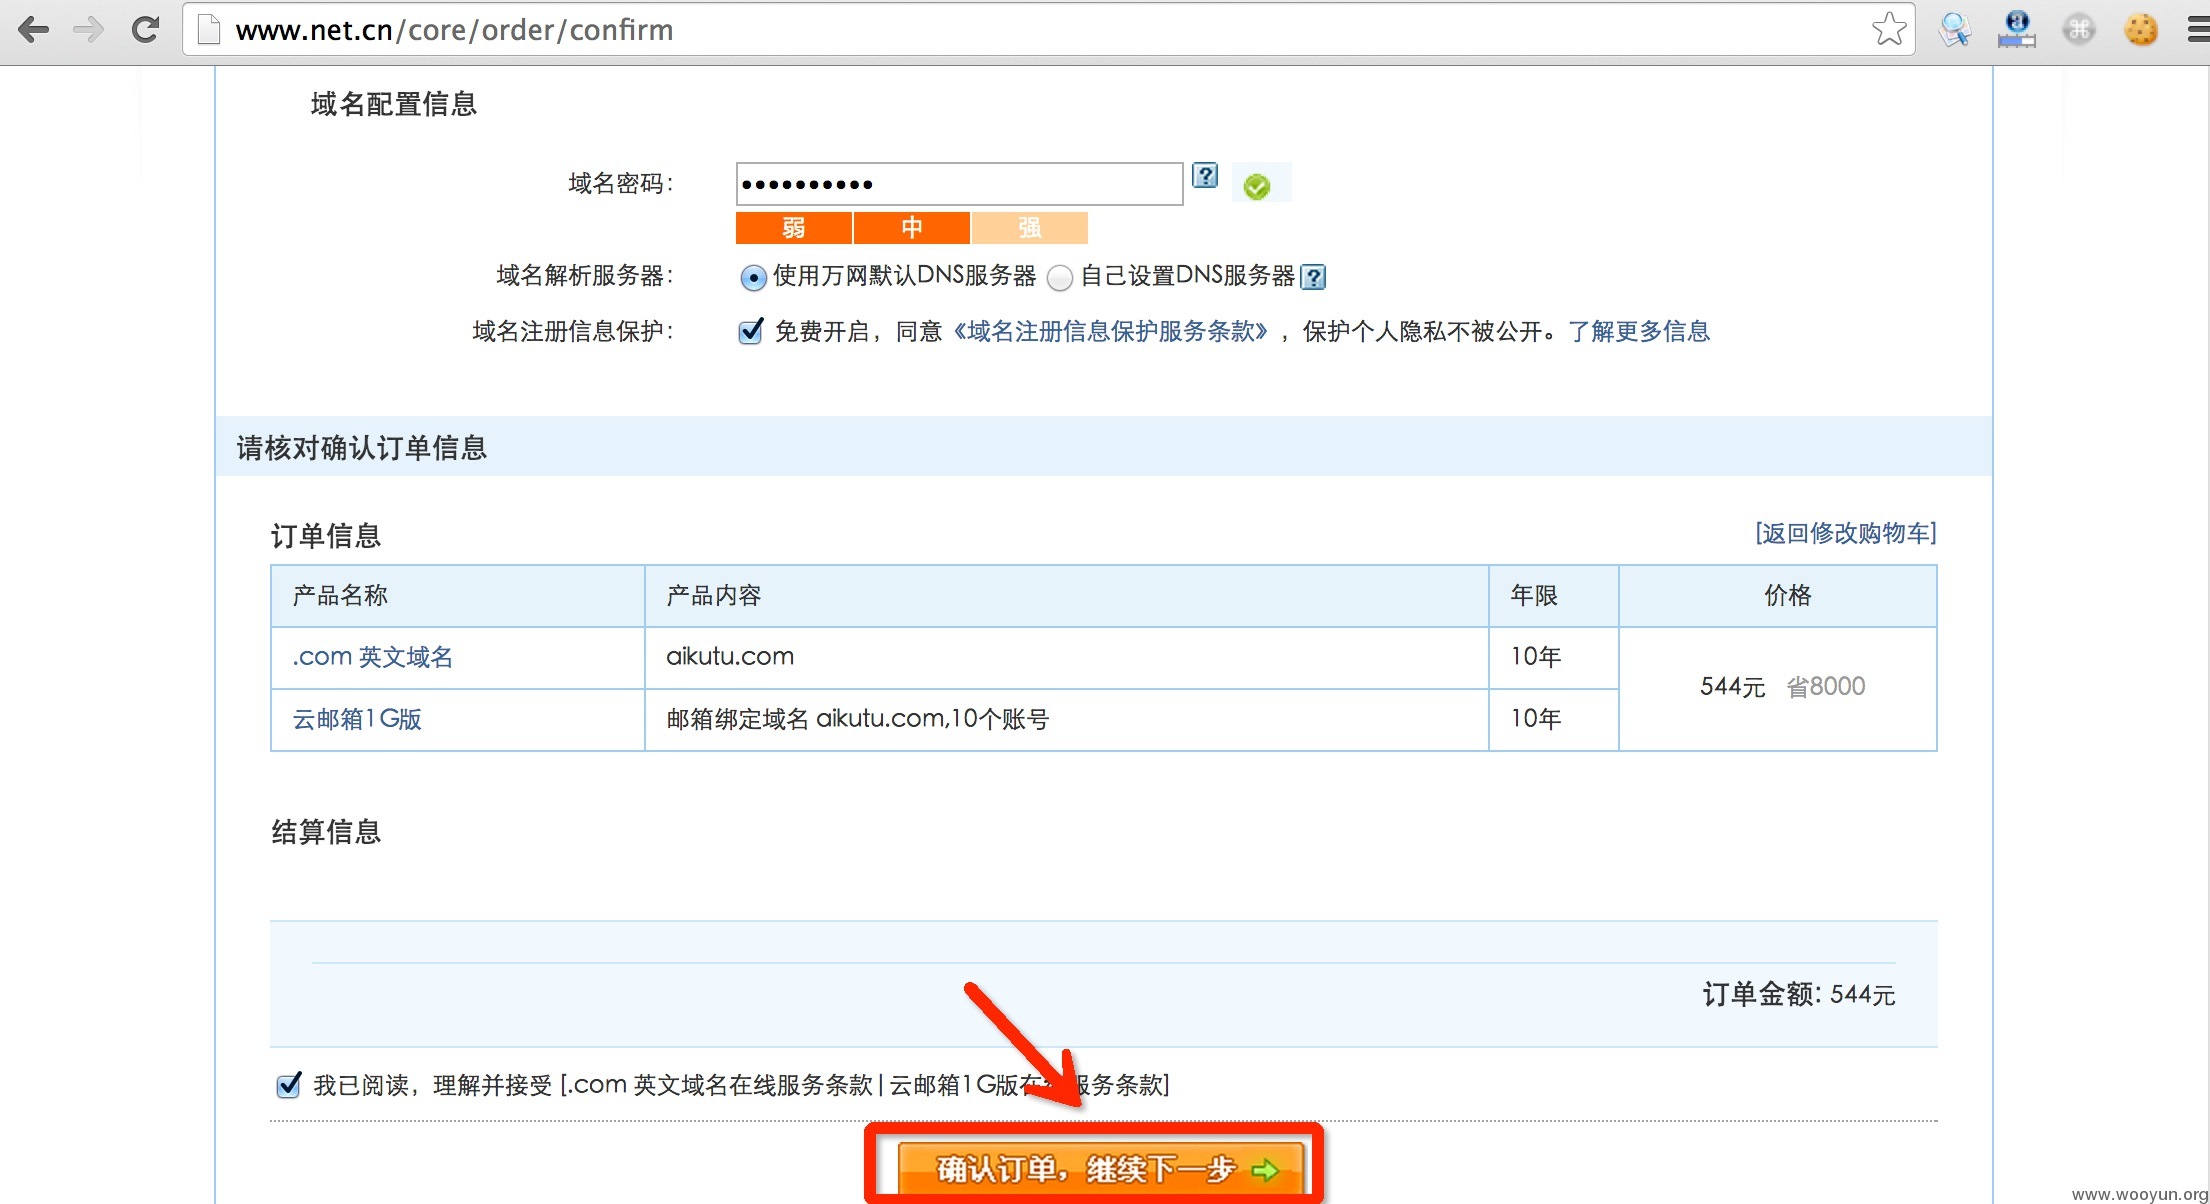 www.net.cn/core/order/confirm
域名配置信息
域名密码：
弱 中 强
域名解析服务器： 使用万网默认DNS服务器 自己设置DNS服务器
域名注册信息保护： 免费开启，同意《域名注册信息保护服务条款》，保护个人隐私不被公开。了解更多信息
请核对确认订单信息
订单信息 [返回修改购物车]
产品名称 产品内容 年限 价格
.com 英文域名 aikutu.com 10年
544元 省8000
云邮箱1G版 邮箱绑定域名 aikutu.com,10个账号 10年
结算信息
订单金额: 544元
我已阅读，理解并接受 [.com 英文域名在线服务条款 | 云邮箱1G版在 服务条款]
确认订单，继续下一步
www.wooyun.org